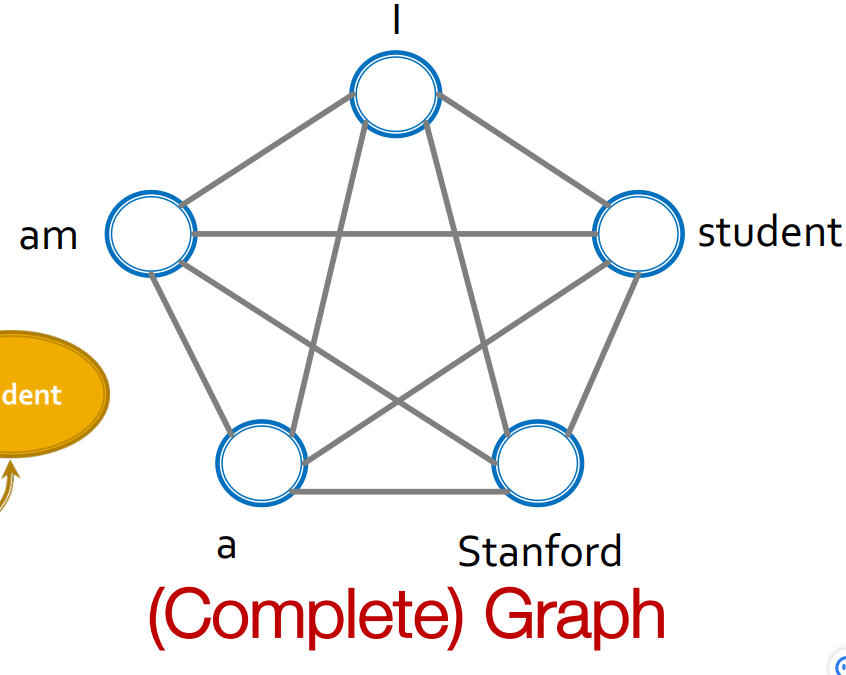 I
am
student
dent
a
Stanford
(Complete) Graph